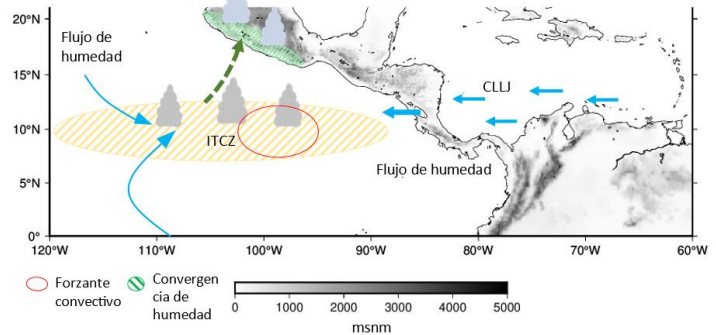 20°N
Flujo de
humedad
15°N
CLLJ
10°N
ITCZ
Flujo de humedad
5°N
0°
120°W
110°W
100°W
90°W
80°W
70°W
60°W
Forzante
convectivo
Convergen
cia de
humedad
0
1000
2000
3000
4000
5000
msnm